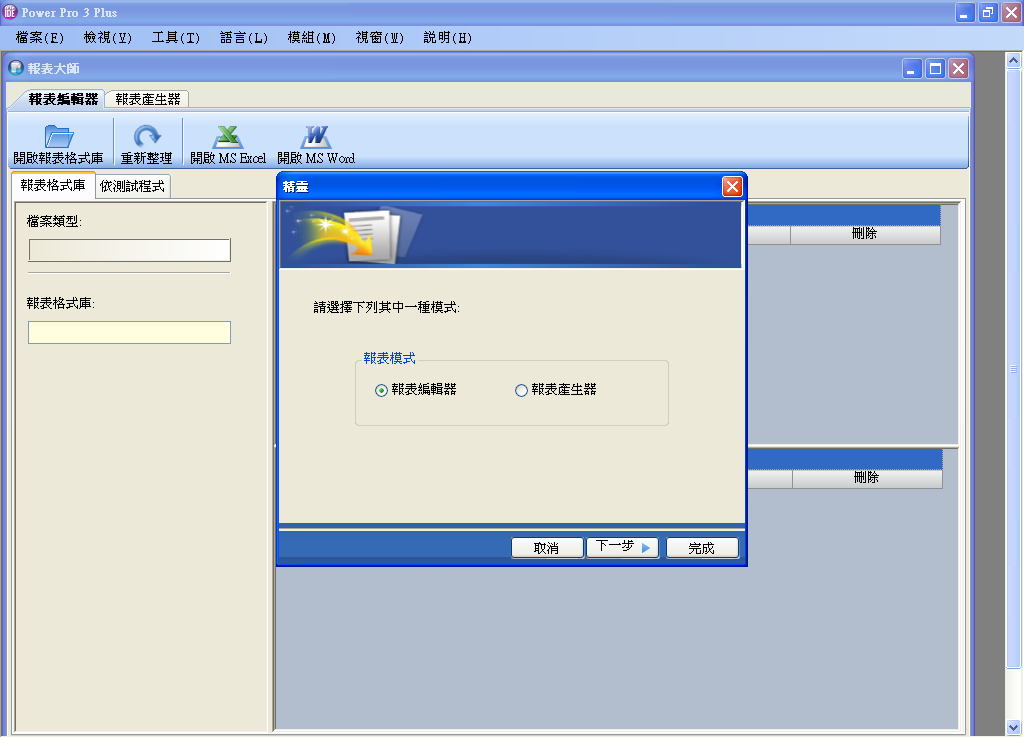 Power Pro 3 Plus
檔案(F) 檢視(V) 工具(T) 語言(L) 模組(M) 視窗(W) 說明(H)
報表大師
報表編輯器 報表產生器
開啟報表格式庫 重新整理 開啟 MS Excel 開啟 MS Word
報表格式庫 依測試程式
檔案類型:
報表格式庫:
刪除
刪除
精靈
請選擇下列其中一種模式:
報表模式
報表編輯器 報表產生器
取消 下一步 完成